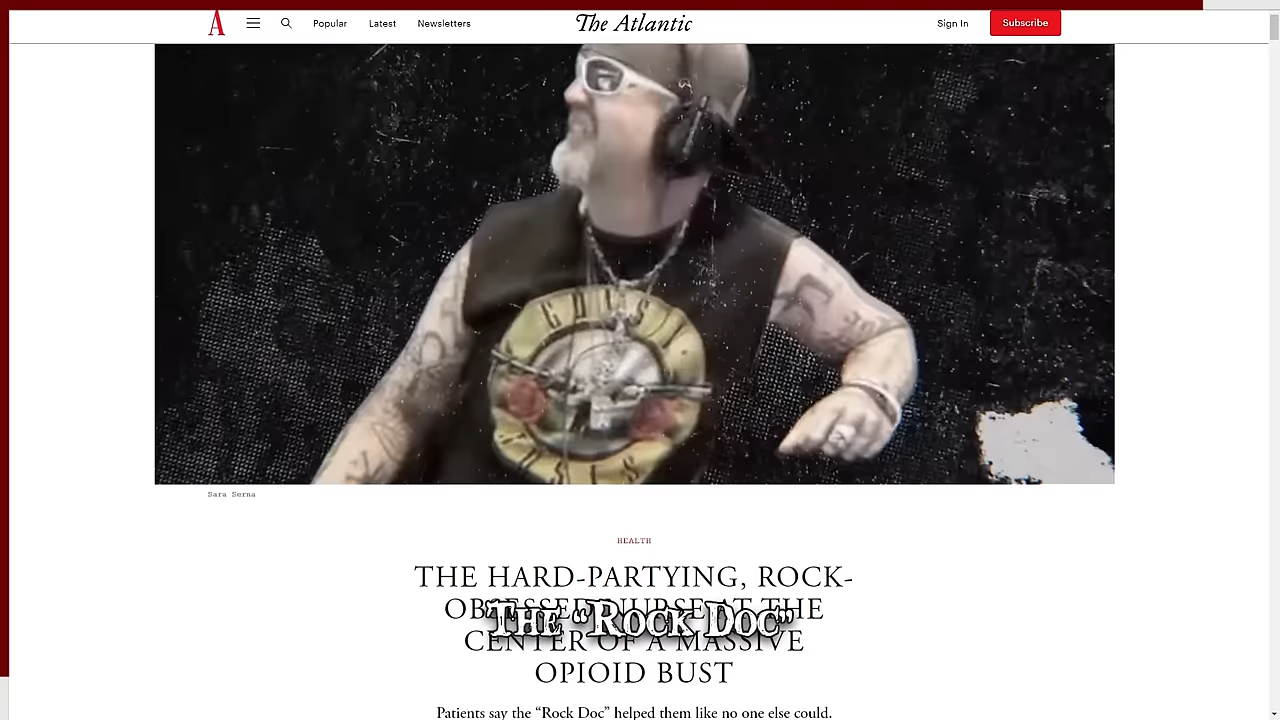 A Popular Latest Newsletters The Atlantic Sign In Subscribe
GUNS N'
ROSES
Sara Serna
HEALTH
THE HARD-PARTYING, ROCK-
OBSESSED NURSE AT THE
The “Rock Doc”
CENTER OF A MASSIVE
OPIOID BUST
Patients say the “Rock Doc” helped them like no one else could.